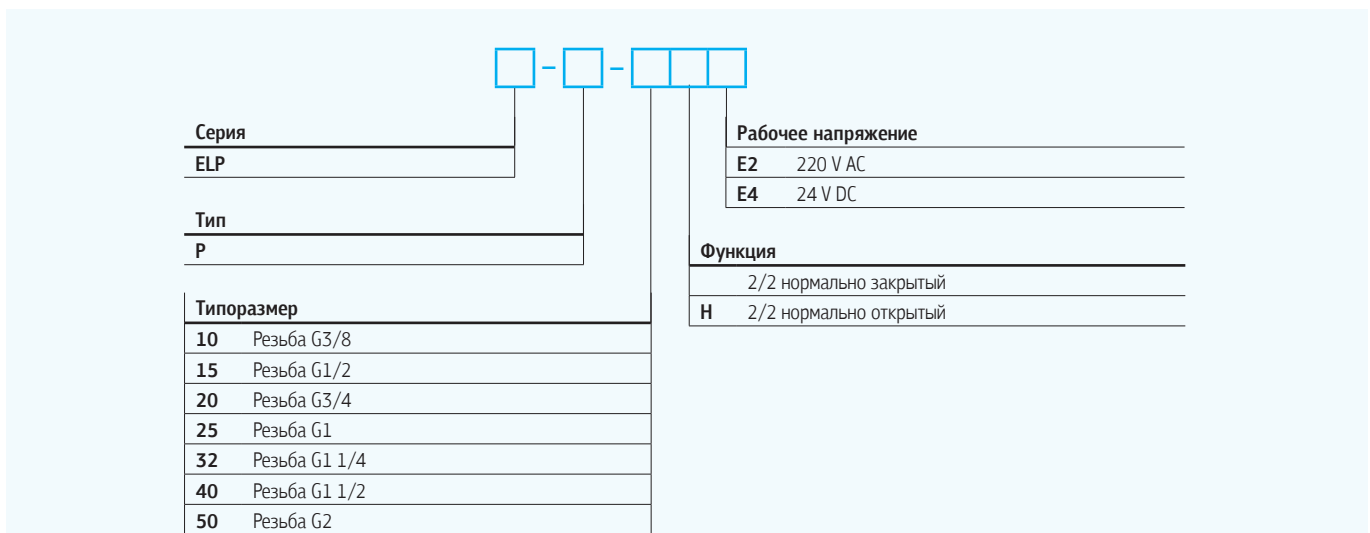 Серия
ELP
Тип
P
Типоразмер
10 Резьба G3/8
15 Резьба G1/2
20 Резьба G3/4
25 Резьба G1
32 Резьба G1 1/4
40 Резьба G1 1/2
50 Резьба G2
Рабочее напряжение
E2 220 V AC
E4 24 V DC
Функция
2/2 нормально закрытый
H 2/2 нормально открытый